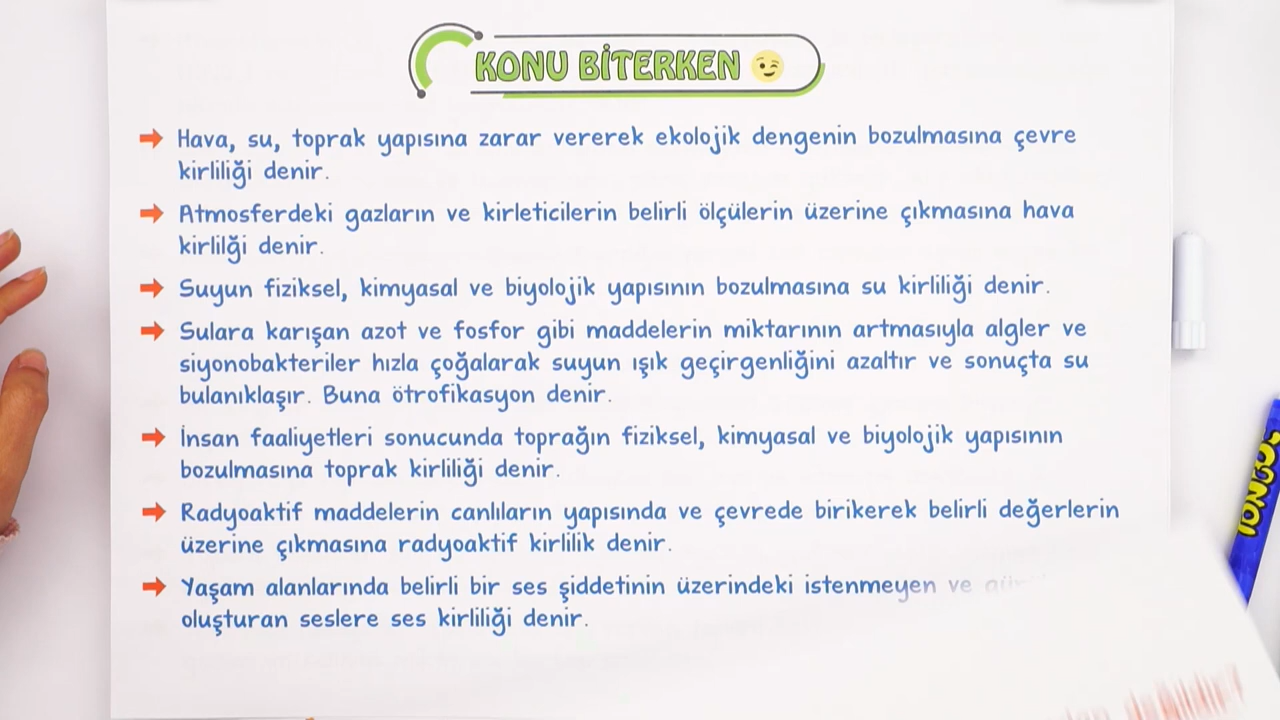 KONU BİTERKEN
Hava, su, toprak yapısına zarar vererek ekolojik dengenin bozulmasına çevre
kirliliği denir.
Atmosferdeki gazların ve kirleticilerin belirli ölçülerin üzerine çıkmasına hava
kirlilği denir.
Suyun fiziksel, kimyasal ve biyolojik yapısının bozulmasına su kirliliği denir.
Sulara karışan azot ve fosfor gibi maddelerin miktarının artmasıyla algler ve
siyonobakteriler hızla çoğalarak suyun ışık geçirgenliğini azaltır ve sonuçta su
bulanıklaşır. Buna ötrofikasyon denir.
İnsan faaliyetleri sonucunda toprağın fiziksel, kimyasal ve biyolojik yapısının
bozulmasına toprak kirliliği denir.
Radyoaktif maddelerin canlıların yapısında ve çevrede birikerek belirli değerlerin
üzerine çıkmasına radyoaktif kirlilik denir.
Yaşam alanlarında belirli bir ses şiddetinin üzerindeki istenmeyen ve
oluşturan seslere ses kirliliği denir.